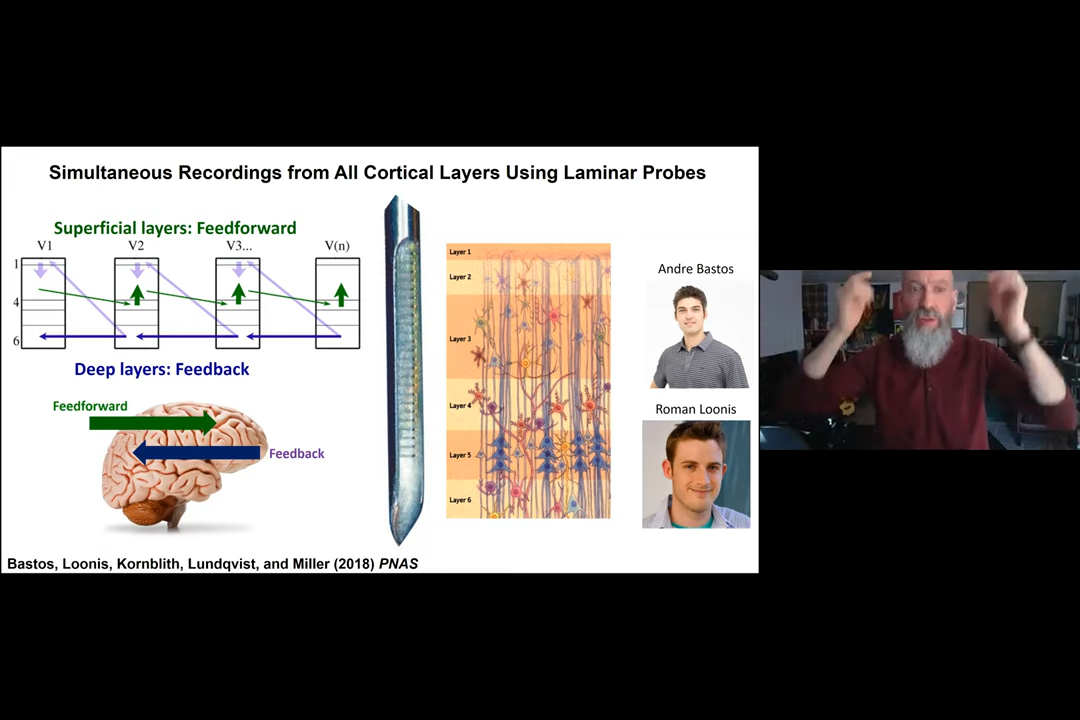 Simultaneous Recordings from All Cortical Layers Using Laminar Probes
Superficial layers: Feedforward
V1 V2 V3... V(n)
1
4
6
Deep layers: Feedback
Feedforward
Feedback
Layer 1
Layer 2
Layer 3
Layer 4
Layer 5
Layer 6
Andre Bastos
Roman Loonis
Bastos, Loonis, Kornblith, Lundqvist, and Miller (2018) PNAS